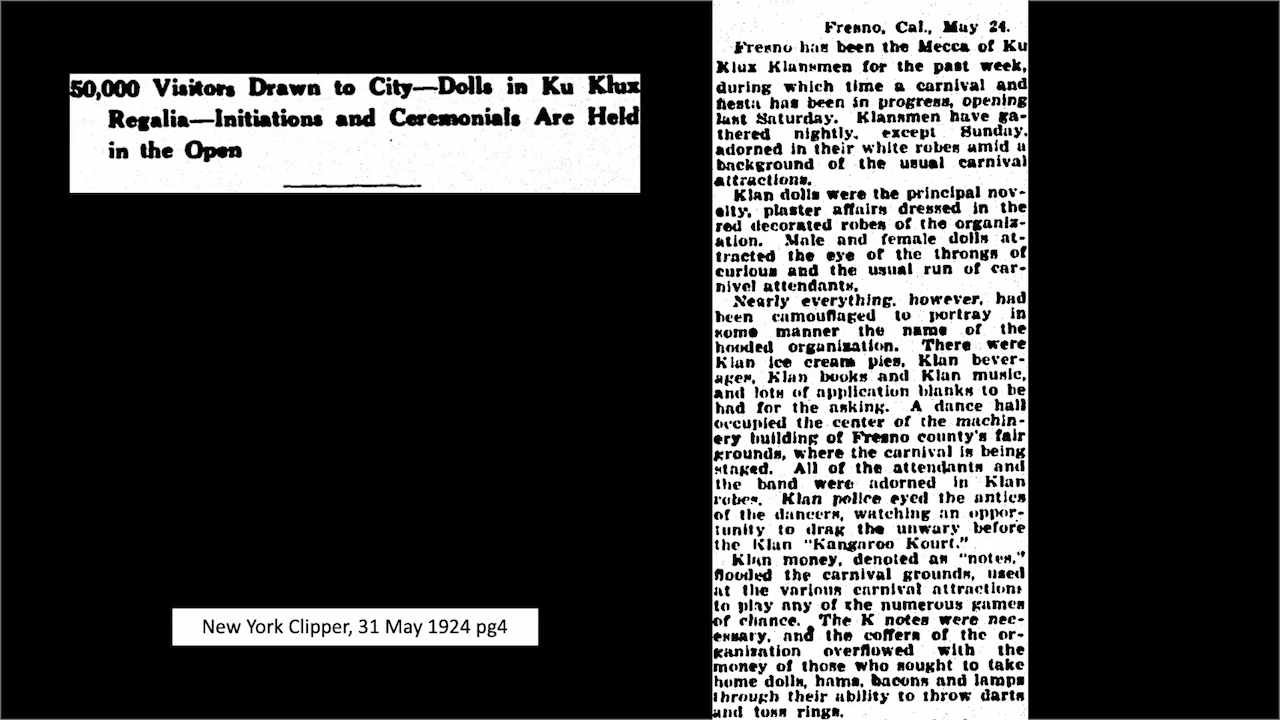 50,000 Visitors Drawn to City—Dolls in Ku Klux
Regalia—Initiations and Ceremonials Are Held
in the Open
New York Clipper, 31 May 1924 pg4
Fresno, Cal., May 24.
Fresno has been the Mecca of Ku
Klux Klansmen for the past week,
during which time a carnival and
fiesta has been in progress, opening
last Saturday. Klansmen have ga-
thered nightly, except Sunday,
adorned in their white robes amid a
background of the usual carnival
attractions.
Klan dolls were the principal nov-
elty, plaster affairs dressed in the
red decorated robes of the organiz-
ation. Male and female dolls at-
tracted the eye of the throngs of
curious and the usual run of car-
nivel attendants.
Nearly everything, however, had
been camouflaged to portray in
some manner the name of the
hooded organization. There were
Klan ice cream pies, Klan bever-
ages, Klan books and Klan music,
and lots of application blanks to be
had for the asking. A dance hall
occupied the center of the machin-
ery building of Fresno county's fair
grounds, where the carnival is being
staged. All of the attendants and
the band were adorned in Klan
robes. Klan police eyed the antics
of the dancers, watching an oppor-
tunity to drag the unwary before
the Klan "Kangaroo Kourt."
Klan money, denoted as "notes,"
flooded the carnival grounds, used
at the various carnival attractions
to play any of the numerous games
of chance. The K notes were nec-
essary, and the coffers of the or-
ganization overflowed with the
money of those who sought to take
home dolls, hams, bacons and lamps
through their ability to throw darts
and toss rings.